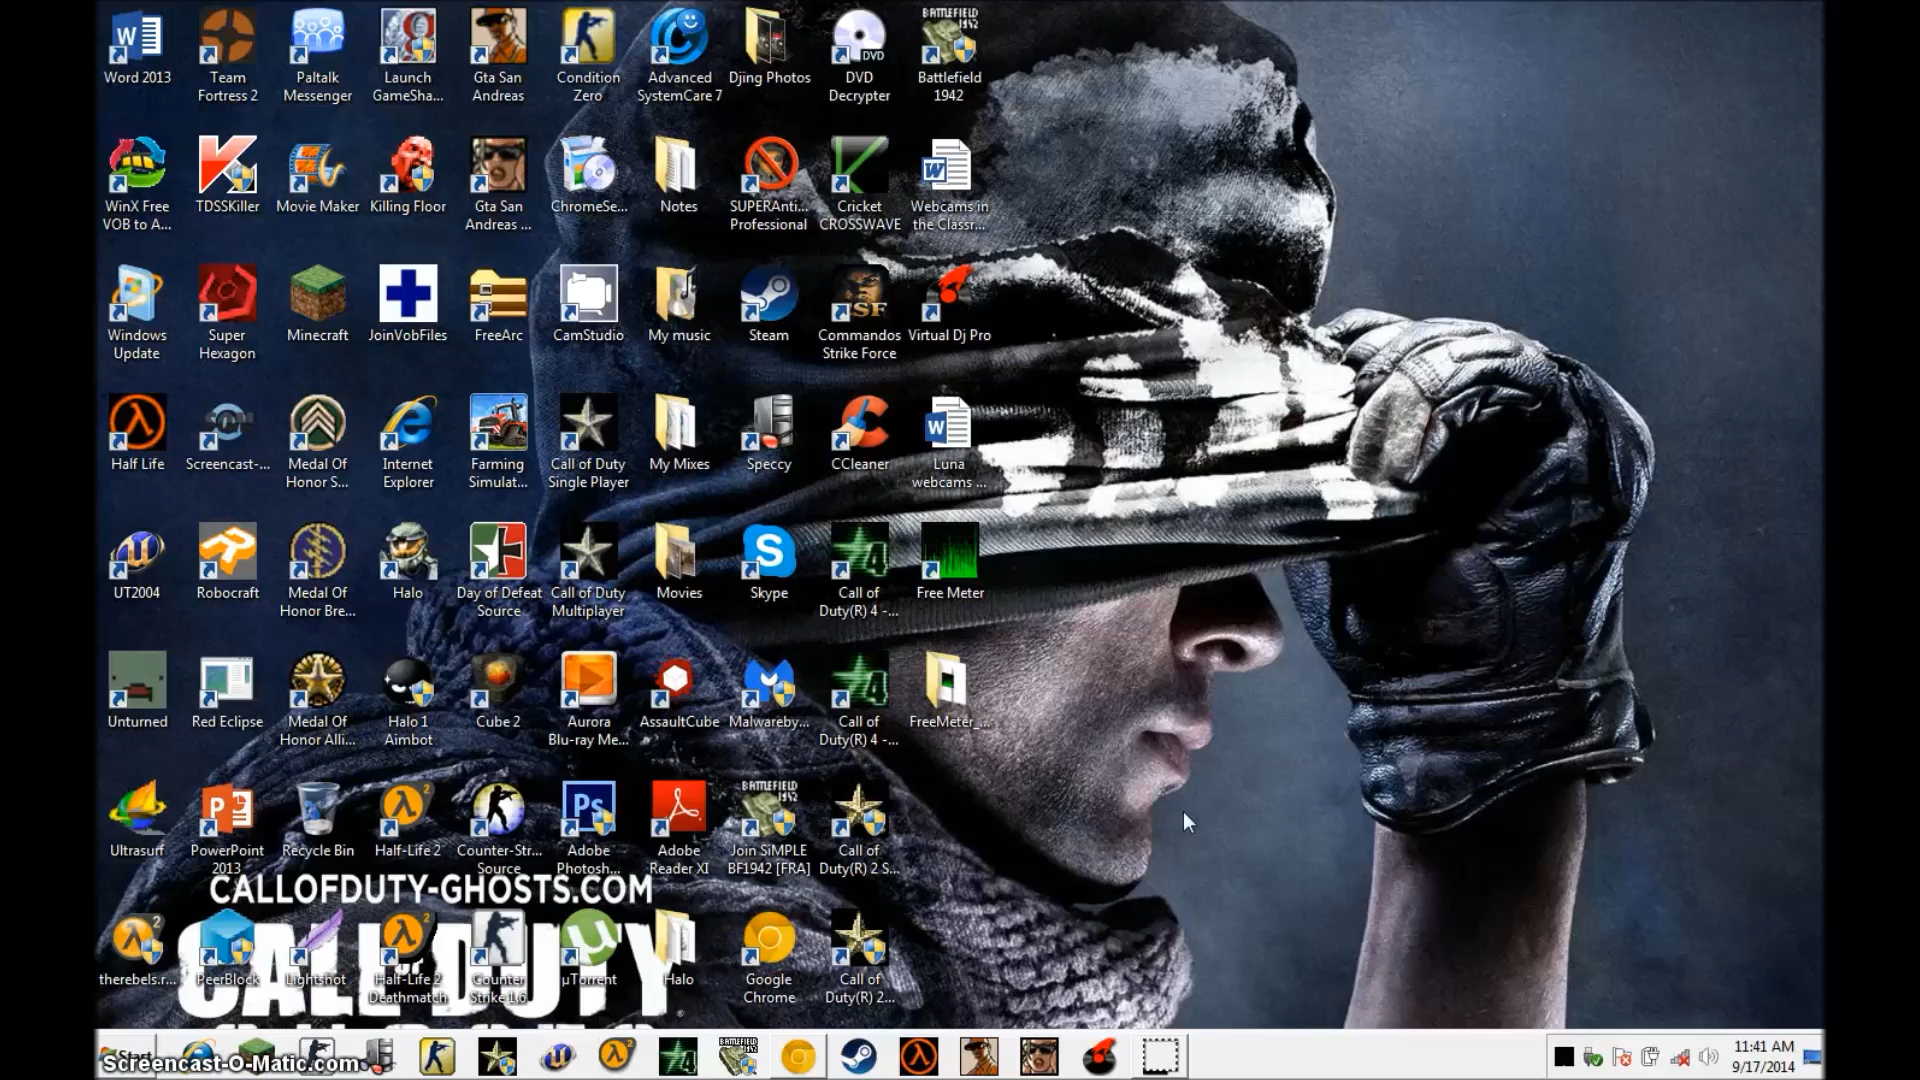 Word 2013
Team
Fortress 2
Paltalk
Messenger
Launch
GameSha...
Gta San
Andreas
Condition
Zero
Advanced
SystemCare 7
Djing Photos
DVD
DVD
Decrypter
BATTLEFIELD
1942
Battlefield
1942
WinX Free
VOB to A...
TDSSKiller
Movie Maker
Killing Floor
Gta San
Andreas ...
ChromeSe...
Notes
SUPERAnti...
Professional
Cricket
CROSSWAVE
Webcams in
the Classr...
Windows
Update
Super
Hexagon
Minecraft
JoinVobFiles
FreeArc
CamStudio
My music
Steam
SF
Commandos
Strike Force
Virtual Dj Pro
Half Life
Screencast-...
Medal Of
Honor S...
Internet
Explorer
Farming
Simulat...
Call of Duty
Single Player
My Mixes
Speccy
CCleaner
Luna
webcams ...
UT2004
Robocraft
Medal Of
Honor Bre...
Halo
Day of Defeat
Source
Call of Duty
Multiplayer
Movies
Skype
Call of
Duty(R) 4 -...
Free Meter
Unturned
Red Eclipse
Medal Of
Honor Alli...
Halo 1
Aimbot
Cube 2
Aurora
Blu-ray Me...
AssaultCube
Malwareby...
Call of
Duty(R) 4 -...
FreeMeter_...
Ultrasurf
PowerPoint
2013
Recycle Bin
Half-Life 2
Counter-Str...
Source
Ps
Adobe
Photosh...
Adobe
Reader XI
BATTLEFIELD
1942
Join SiMPLE
BF1942 [FRA]
Call of
Duty(R) 2 S...
CALLOFDUTY-GHOSTS.COM
CALL OF DUTY
therebels.r...
PeerBlock
Lightshot
Half-Life 2
Deathmatch
Counter
Strike 1.6
µTorrent
Halo
Google
Chrome
Call of
Duty(R) 2...
Start
Screencast-O-Matic.com
BATTLEFIELD
1942
11:41 AM
9/17/2014